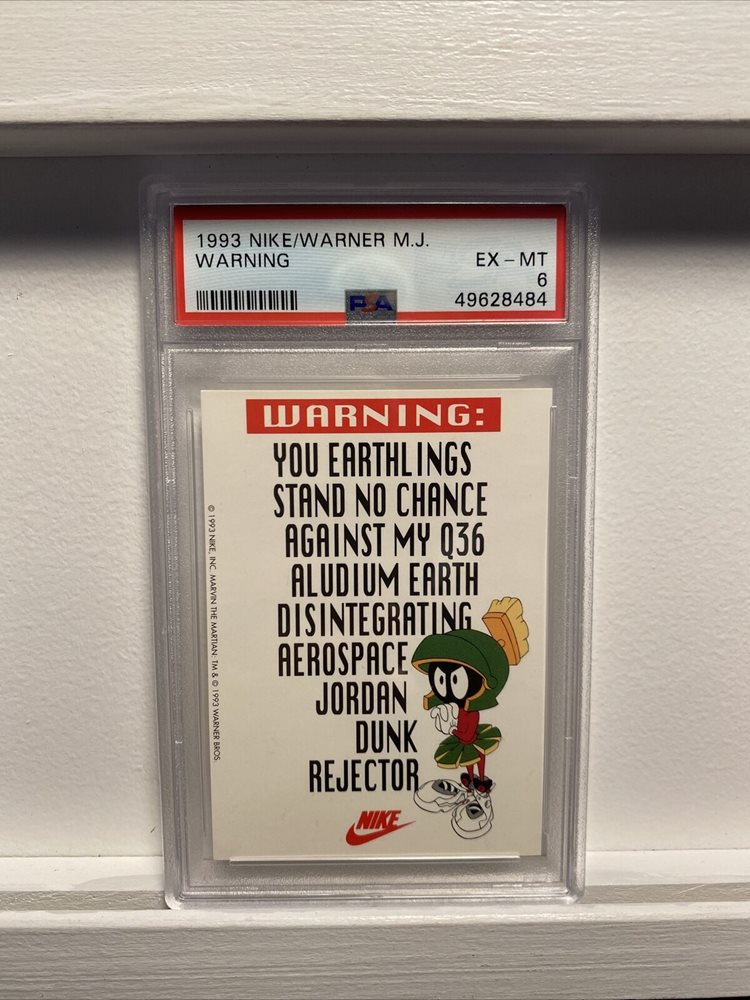 1993 NIKE/WARNER M.J.
WARNING
EX - MT
6
49628484
PSA
WARNING:
YOU EARTHLINGS
STAND NO CHANCE
AGAINST MY Q36
ALUDIUM EARTH
DISINTEGRATING
AEROSPACE
JORDAN
DUNK
REJECTOR
NIKE
© 1993 NIKE, INC. MARVIN THE MARTIAN: TM & © 1993 WARNER BROS.